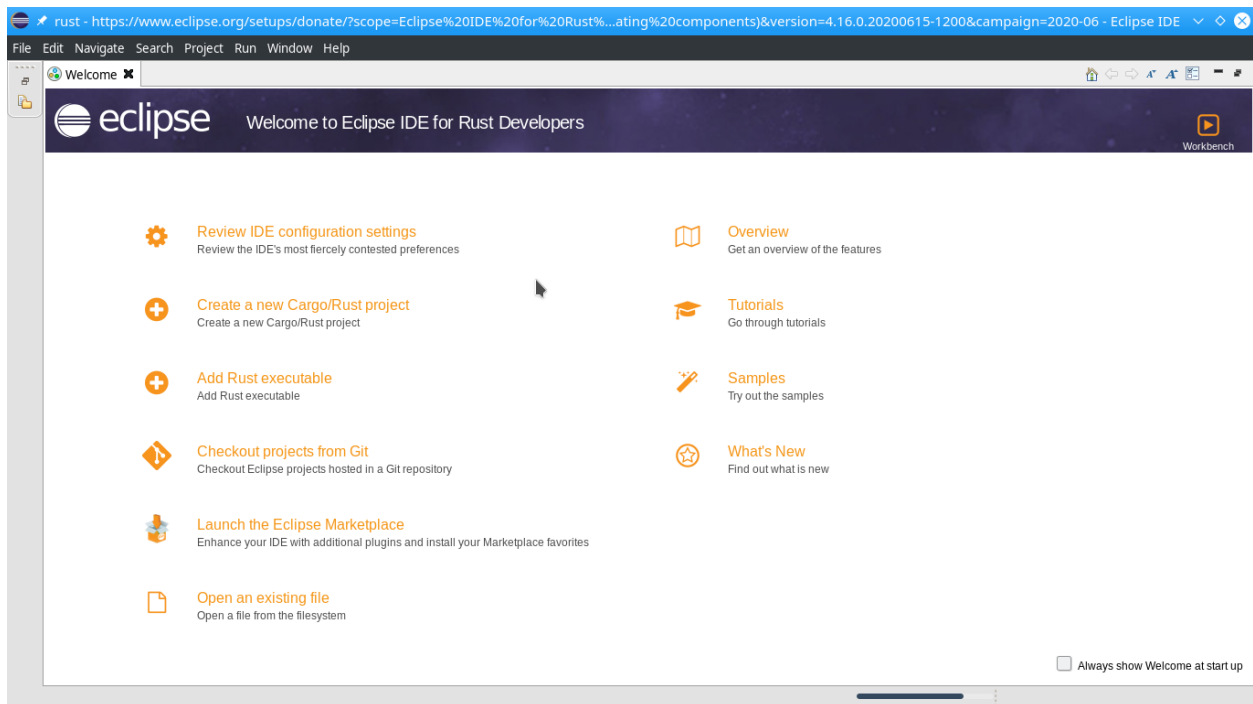 rust - https://www.eclipse.org/setups/donate/?scope=Eclipse%20IDE%20for%20Rust%...ating%20components)&version=4.16.0.20200615-1200&campaign=2020-06 - Eclipse IDE
File Edit Navigate Search Project Run Window Help
Welcome
eclipse Welcome to Eclipse IDE for Rust Developers
Workbench
Review IDE configuration settings
Review the IDE's most fiercely contested preferences
Overview
Get an overview of the features
Create a new Cargo/Rust project
Create a new Cargo/Rust project
Tutorials
Go through tutorials
Add Rust executable
Add Rust executable
Samples
Try out the samples
Checkout projects from Git
Checkout Eclipse projects hosted in a Git repository
What's New
Find out what is new
Launch the Eclipse Marketplace
Enhance your IDE with additional plugins and install your Marketplace favorites
Open an existing file
Open a file from the filesystem
Always show Welcome at start up